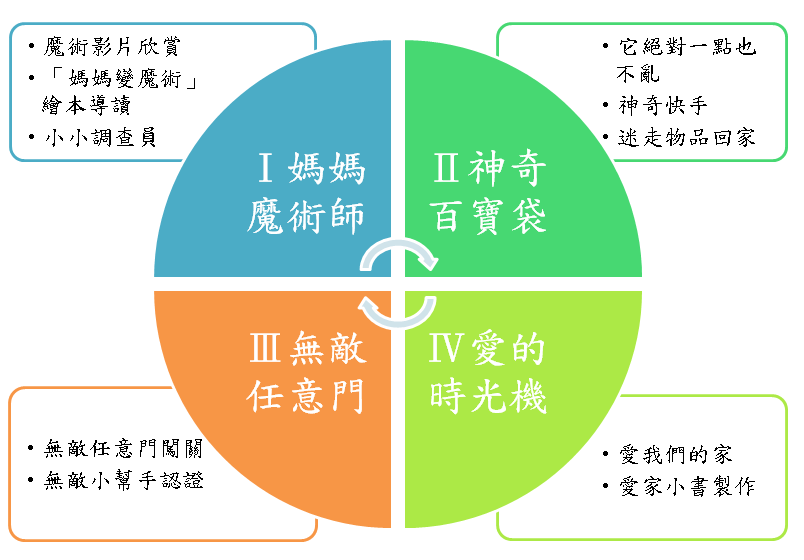 • 魔術影片欣賞
• 「媽媽變魔術」
繪本導讀
• 小小調查員
Ⅰ媽媽
魔術師
Ⅱ神奇
百寶袋
• 它絕對一點也
不亂
• 神奇快手
• 迷走物品回家
Ⅲ無敵
任意門
• 無敵任意門闖關
• 無敵小幫手認證
Ⅳ愛的
時光機
• 愛我們的家
• 愛家小書製作